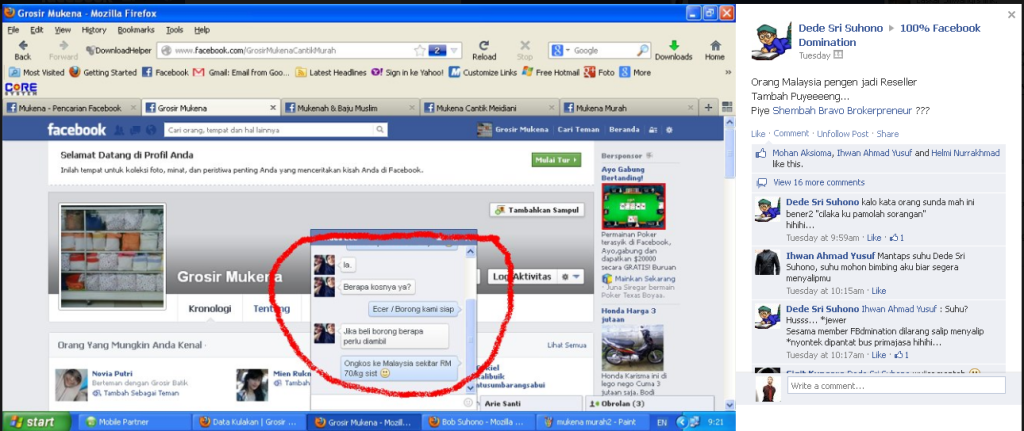 Grosir Mukena - Mozilla Firefox
File Edit View History Bookmarks Tools Help
Back Forward DownloadHelper www.facebook.com/GrosirMukenaCantikMurah 2 Reload Stop Google Downloads Home
Most Visited Getting Started Facebook Gmail: Email from Goo... Latest Headlines Sign in ke Yahoo! Customize Links Free Hotmail Foto More
CORE
SYSTEM
Mukena - Pencarian Facebook Grosir Mukena Mukenah & Baju Muslim Mukena Cantik Meidiani Mukena Murah
facebook Cari orang, tempat dan hal lainnya Grosir Mukena Cari Teman Beranda
Selamat Datang di Profil Anda
Inilah tempat untuk koleksi foto, minat, dan peristiwa penting Anda yang menceritakan kisah Anda di Facebook.
Mulai Tur
Tambahkan Sampul
Grosir Mukena
Log Aktivitas
Kronologi Tentang
Ia.
Berapa kosnya ya?
Ecer / Borong kami siap
Jika beli borong berapa
perlu diambil
Ongkos ke Malaysia sekitar RM
70/kg sist
Orang Yang Mungkin Anda Kenal
Lihat Semua
Novia Putri
Berteman dengan Grosir Batik
Tambah Sebagai Teman
Mien Rukn
Tambah
Arie Santi
Bersponsor
Ayo Gabung
Bertanding!
Permainan Poker
terasyik di Facebook,
Ayo,gabung dan
dapatkan $20000
secara GRATIS! Buruan
Mainkan Sekarang
Juna Siregar bermain
Poker Texas Boyaa.
Honda Harga 3
jutaan
Honda Karisma ini di
lego nego Cuma 3
jutaan saja. Bodi
Obrolan (3)
start Mobile Partner Data Kulakan | Grosir ... Grosir Mukena - Mozill... Bob Suhono - Mozilla ... mukena murah2 - Paint EN 9:21
Dede Sri Suhono 100% Facebook
Domination
Tuesday
Orang Malaysia pengen jadi Reseller
Tambah Puyeeeeng...
Piye Shembah Bravo Brokerpreneur ???
Like · Comment · Unfollow Post · Share
Mohan Aksioma, Ihwan Ahmad Yusuf and Helmi Nurrakhmad
like this.
View 16 more comments
Dede Sri Suhono kalo kata orang sunda mah ini
bener2 "cilaka ku pamolah sorangan"
hihihi...
Tuesday at 9:59am · Like · 1
Ihwan Ahmad Yusuf Mantaps suhu Dede Sri
Suhono, suhu mohon bimbing aku biar segera
menyalipmu
Tuesday at 10:15am · Like
Dede Sri Suhono Ihwan Ahmad Yusuf : Suhu?
Husss... *jewer
Sesama member FBdmination dilarang salip menyalip
*nyontek dipantat bus primajasa hihihi...
Tuesday at 10:17am · Like · 1
Write a comment...